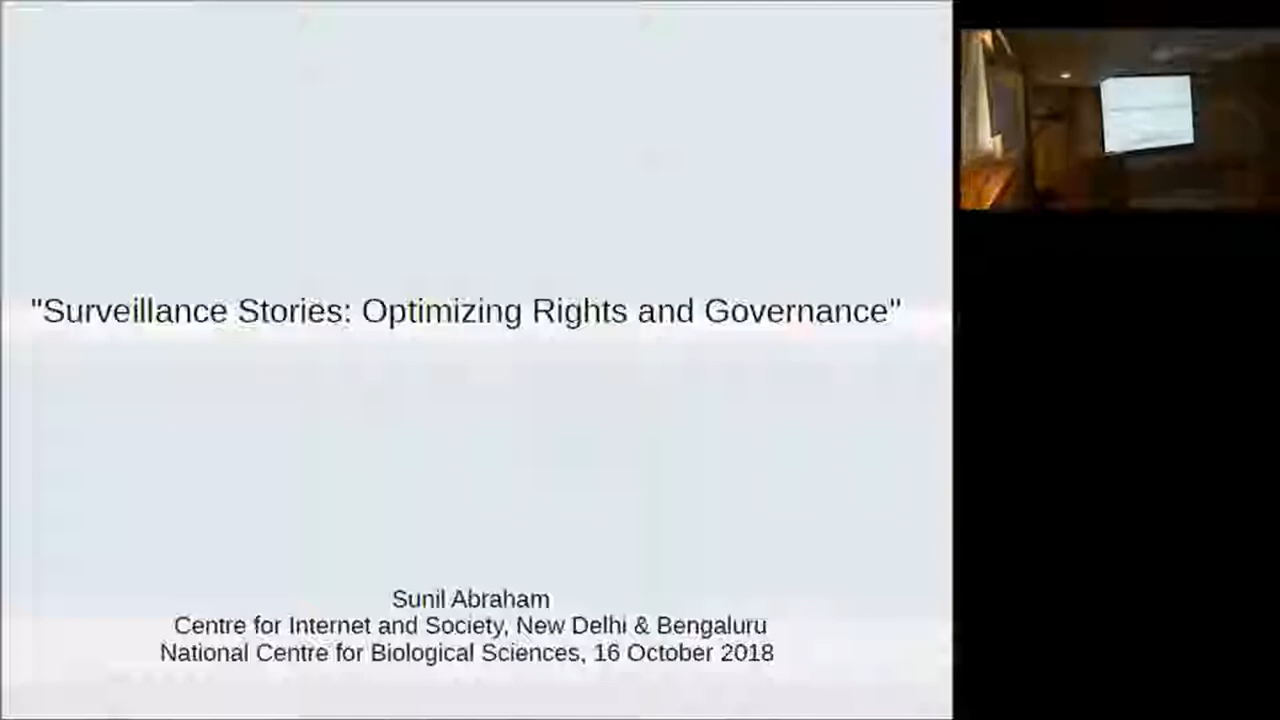 "Surveillance Stories: Optimizing Rights and Governance"
Sunil Abraham
Centre for Internet and Society, New Delhi & Bengaluru
National Centre for Biological Sciences, 16 October 2018